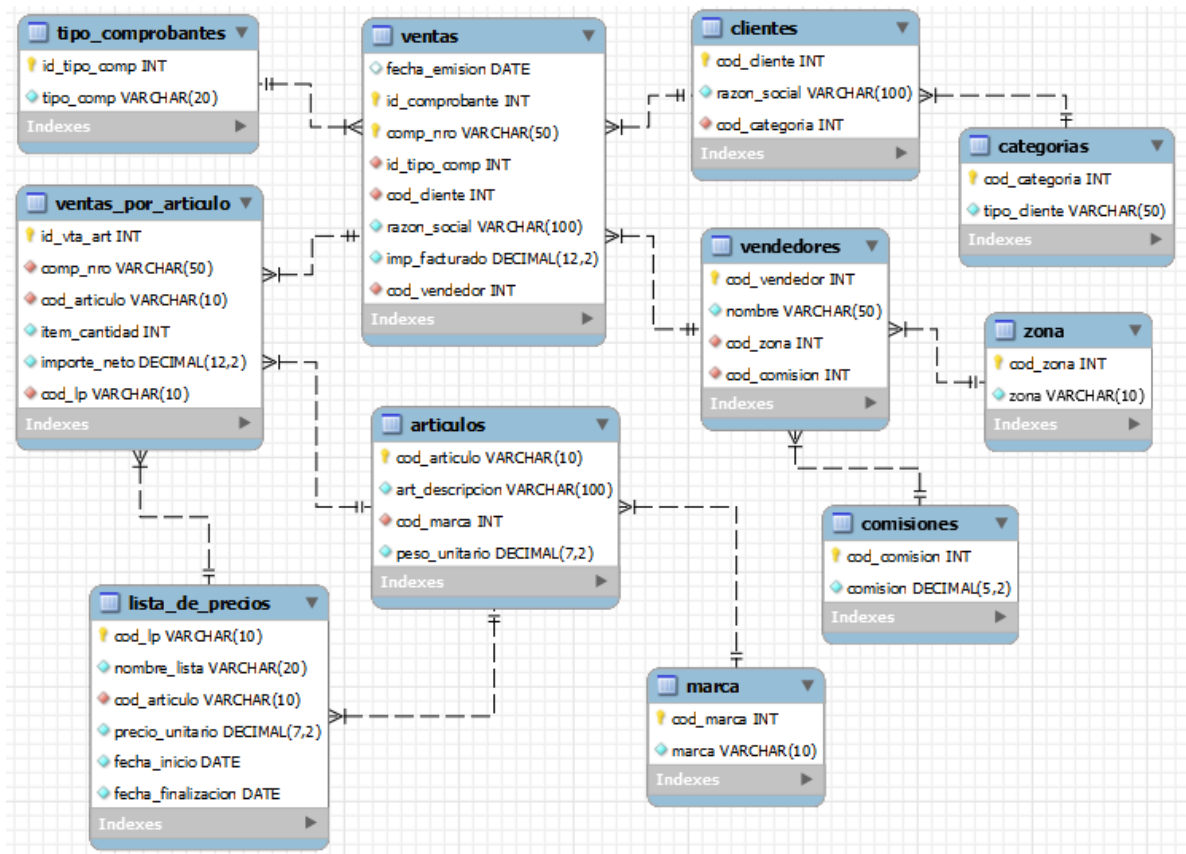 tipo_comprobantes
id_tipo_comp INT
tipo_comp VARCHAR(20)
Indexes
ventas
fecha_emision DATE
id_comprobante INT
comp_nro VARCHAR(50)
id_tipo_comp INT
cod_cliente INT
razon_social VARCHAR(100)
imp_facturado DECIMAL(12,2)
cod_vendedor INT
Indexes
clientes
cod_cliente INT
razon_social VARCHAR(100)
cod_categoria INT
Indexes
categorias
cod_categoria INT
tipo_cliente VARCHAR(50)
Indexes
ventas_por_articulo
id_vta_art INT
comp_nro VARCHAR(50)
cod_articulo VARCHAR(10)
item_cantidad INT
importe_neto DECIMAL(12,2)
cod_lp VARCHAR(10)
Indexes
vendedores
cod_vendedor INT
nombre VARCHAR(50)
cod_zona INT
cod_comision INT
Indexes
zona
cod_zona INT
zona VARCHAR(10)
Indexes
articulos
cod_articulo VARCHAR(10)
art_descripcion VARCHAR(100)
cod_marca INT
peso_unitario DECIMAL(7,2)
Indexes
comisiones
cod_comision INT
comision DECIMAL(5,2)
Indexes
lista_de_precios
cod_lp VARCHAR(10)
nombre_lista VARCHAR(20)
cod_articulo VARCHAR(10)
precio_unitario DECIMAL(7,2)
fecha_inicio DATE
fecha_finalizacion DATE
Indexes
marca
cod_marca INT
marca VARCHAR(10)
Indexes